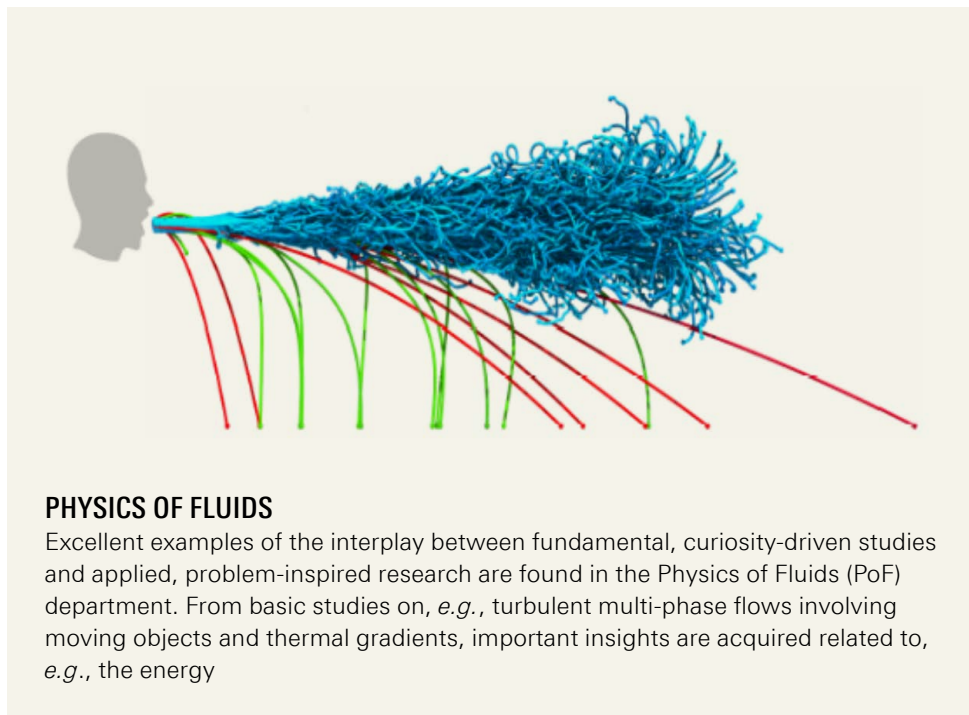 PHYSICS OF FLUIDS
Excellent examples of the interplay between fundamental, curiosity-driven studies
and applied, problem-inspired research are found in the Physics of Fluids (PoF)
department. From basic studies on, e.g., turbulent multi-phase flows involving
moving objects and thermal gradients, important insights are acquired related to,
e.g., the energy